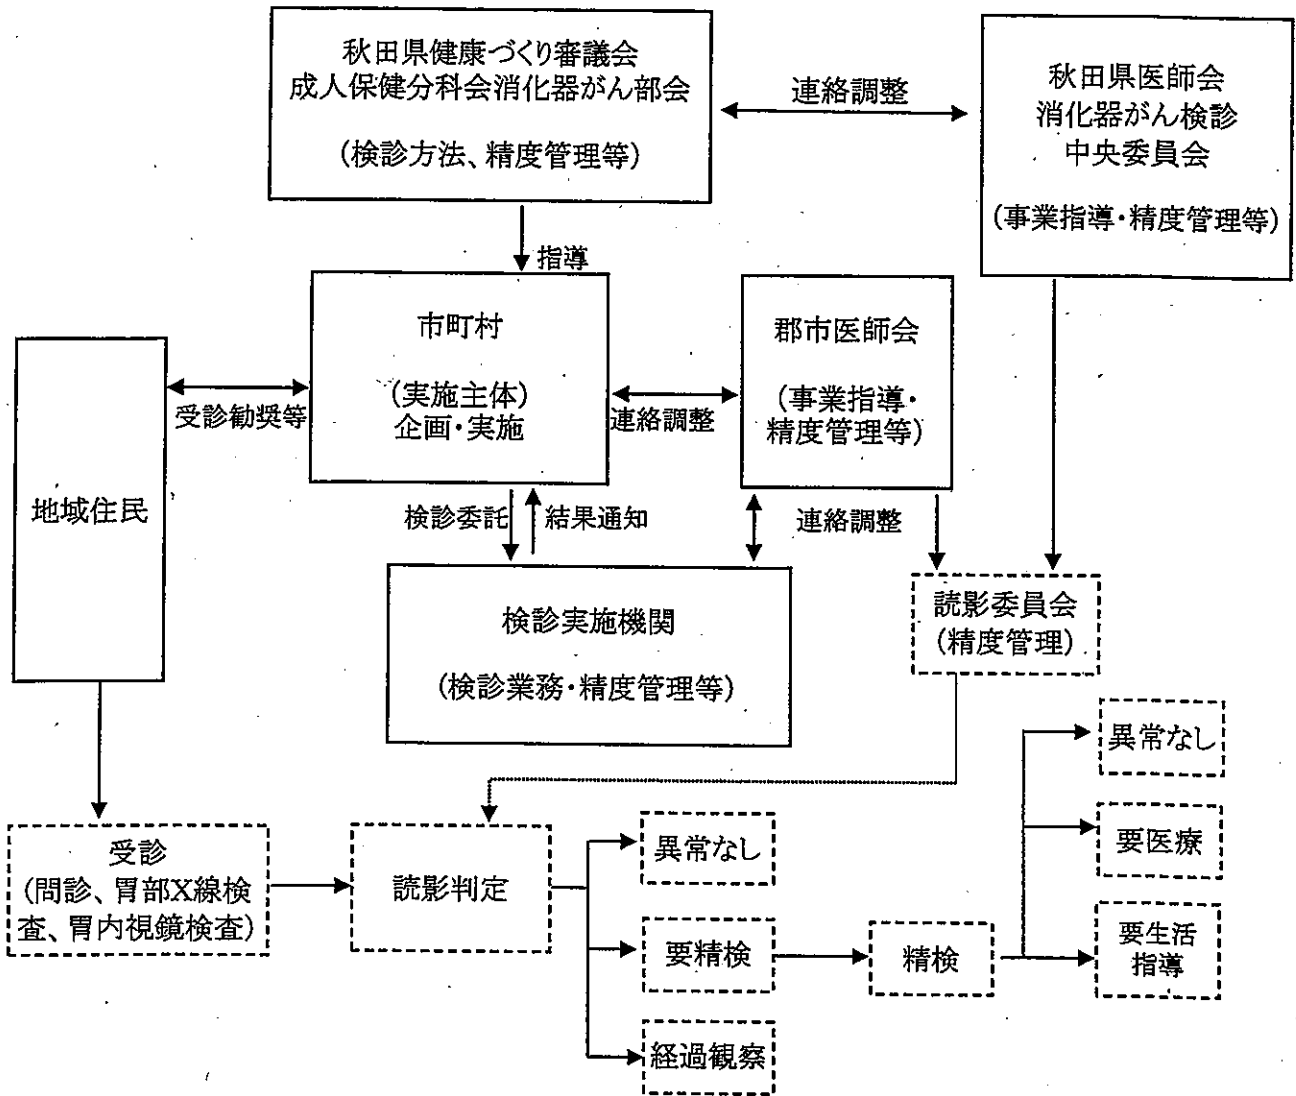 秋田県健康づくり審議会
成人保健分科会消化器がん部会
(検診方法、精度管理等)
連絡調整
秋田県医師会
消化器がん検診
中央委員会
(事業指導・精度管理等)
指導
市町村
(実施主体)
企画・実施
郡市医師会
(事業指導・
精度管理等)
受診勧奨等
連絡調整
地域住民
検診委託
結果通知
連絡調整
検診実施機関
(検診業務・精度管理等)
読影委員会
(精度管理)
受診
(問診、胃部X線検
査、胃内視鏡検査)
読影判定
異常なし
要精検
経過観察
精検
異常なし
要医療
要生活
指導